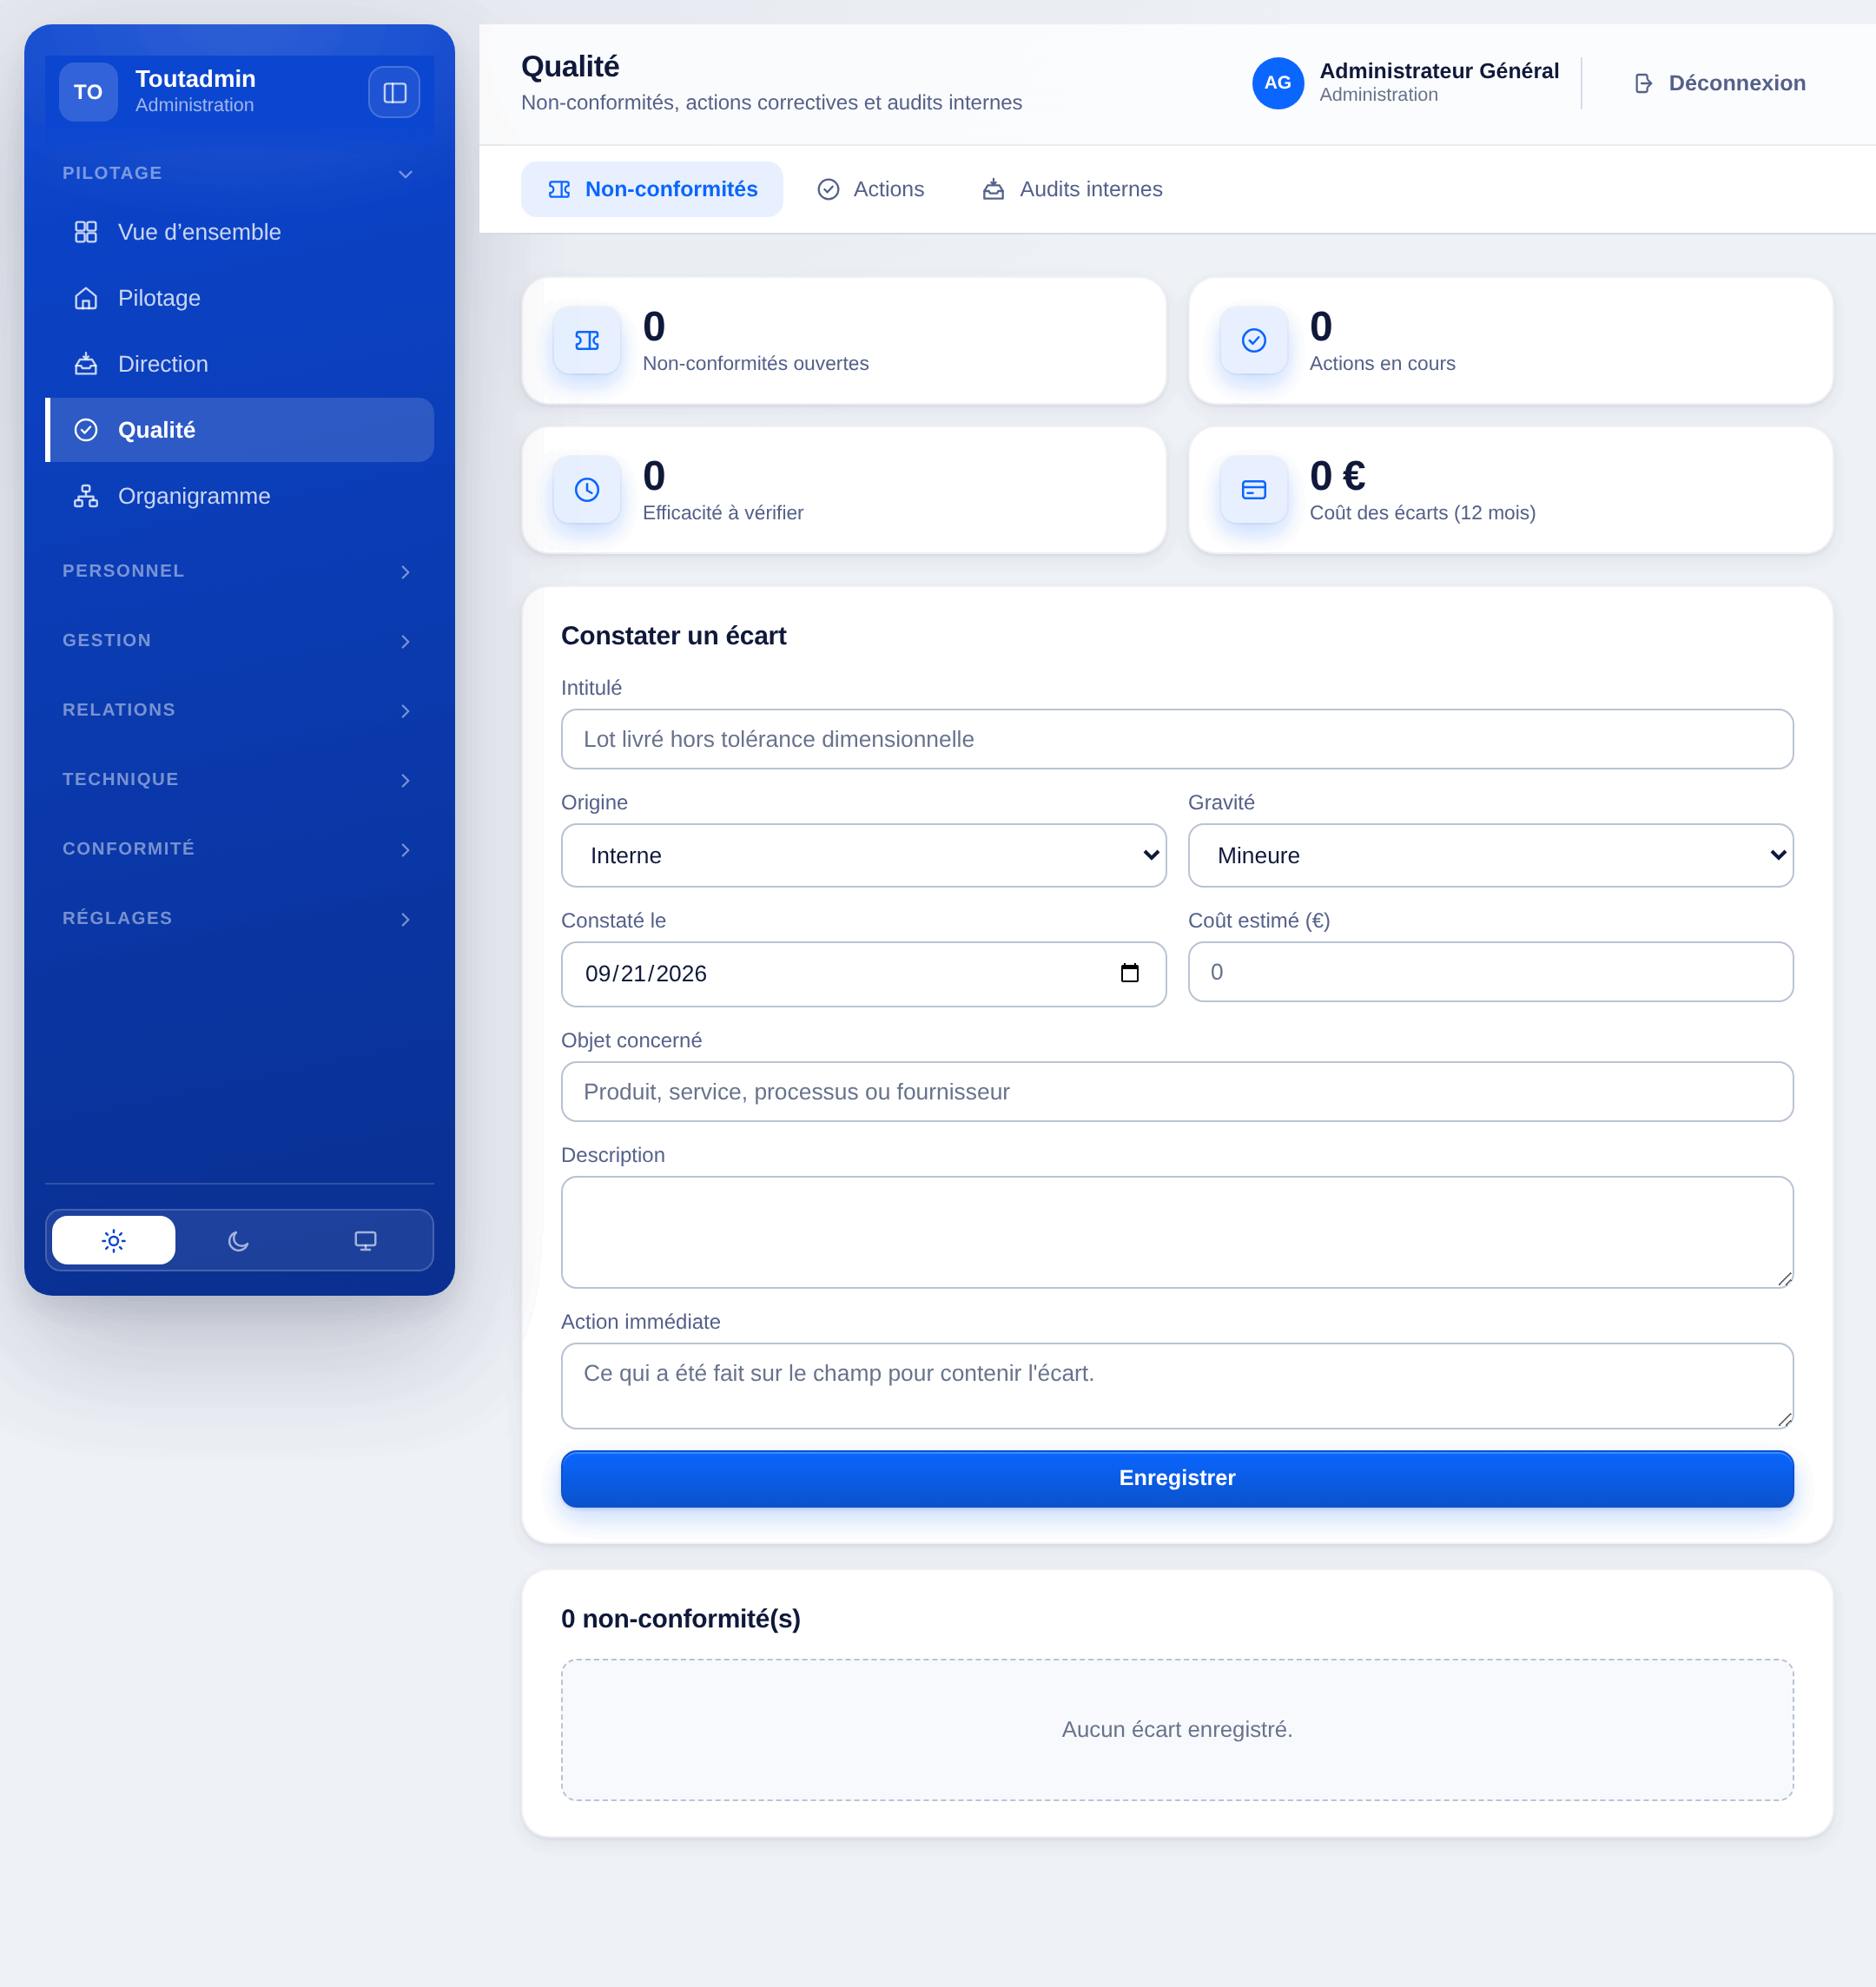 TO
Toutadmin
Administration
PILOTAGE
Vue d’ensemble
Pilotage
Direction
Qualité
Organigramme
PERSONNEL
GESTION
RELATIONS
TECHNIQUE
CONFORMITÉ
RÉGLAGES
Qualité
Non-conformités, actions correctives et audits internes
AG
Administrateur Général
Administration
Déconnexion
Non-conformités
Actions
Audits internes
0
Non-conformités ouvertes
0
Actions en cours
0
Efficacité à vérifier
0 €
Coût des écarts (12 mois)
Constater un écart
Intitulé
Lot livré hors tolérance dimensionnelle
Origine
Gravité
Interne
Mineure
Constaté le
Coût estimé (€)
09/21/2026
0
Objet concerné
Produit, service, processus ou fournisseur
Description
Action immédiate
Ce qui a été fait sur le champ pour contenir l'écart.
Enregistrer
0 non-conformité(s)
Aucun écart enregistré.